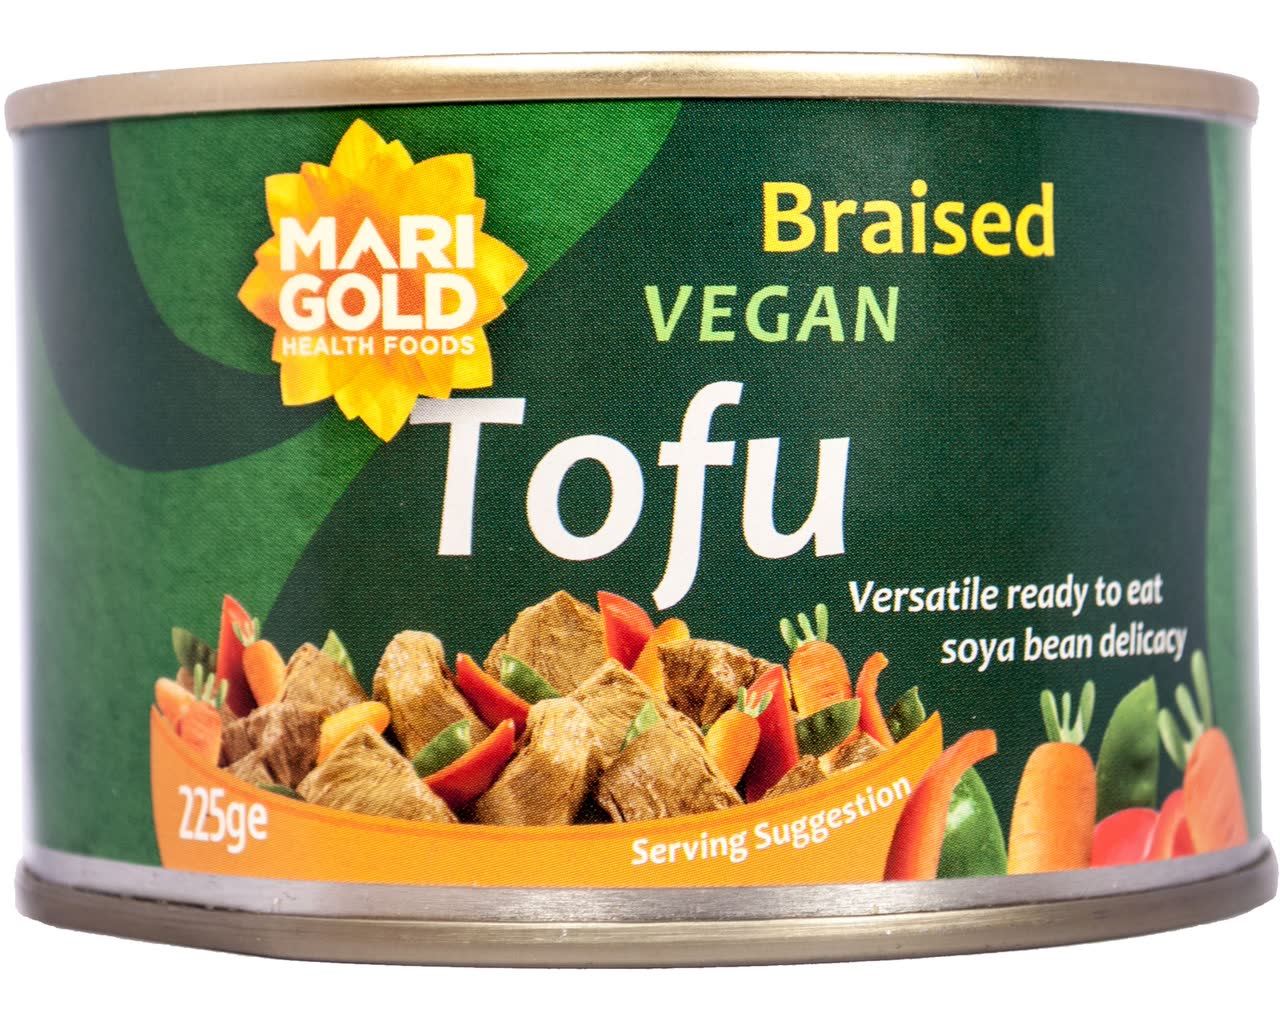 MARI
GOLD
HEALTH FOODS
Braised
VEGAN
Tofu
Versatile ready to eat
soya bean delicacy
225ge
Serving Suggestion